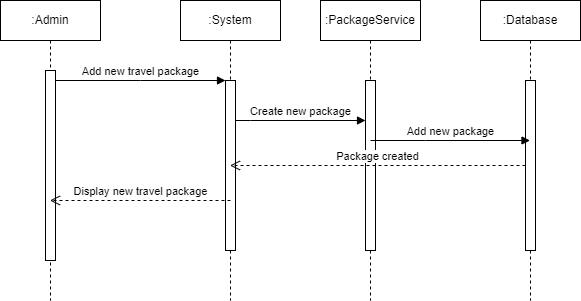 :Admin
:System
:PackageService
:Database
Add new travel package
Create new package
Add new package
Package created
Display new travel package